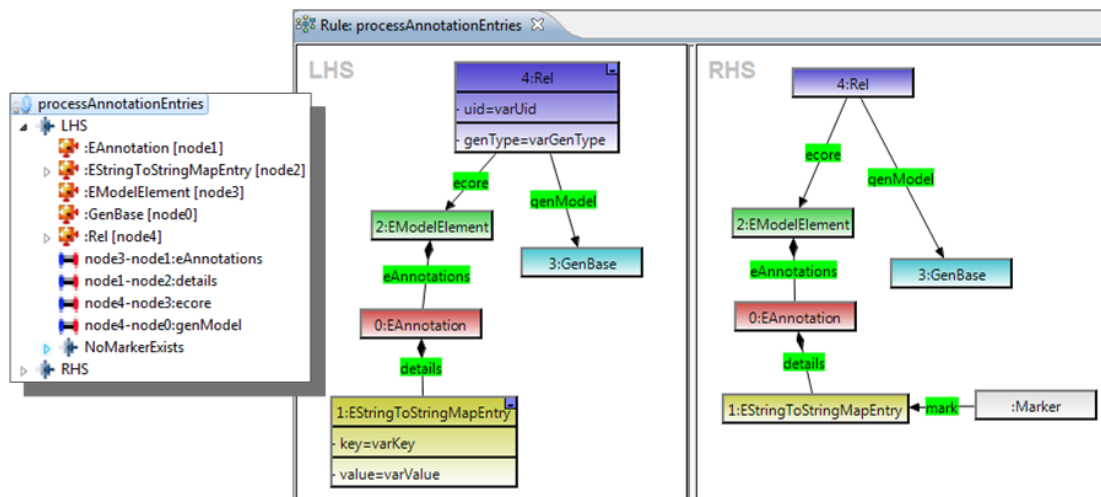 Rule: processAnnotationEntries
processAnnotationEntries
LHS
:EAnnotation [node1]
:EStringToStringMapEntry [node2]
:EModelElement [node3]
:GenBase [node0]
:Rel [node4]
node3-node1:eAnnotations
node1-node2:details
node4-node3:ecore
node4-node0:genModel
NoMarkerExists
RHS
LHS
4:Rel
- uid=varUid
- genType=varGenType
ecore
genModel
2:EModelElement
3:GenBase
eAnnotations
0:EAnnotation
details
1:EStringToStringMapEntry
- key=varKey
- value=varValue
RHS
4:Rel
ecore
genModel
2:EModelElement
3:GenBase
eAnnotations
0:EAnnotation
details
1:EStringToStringMapEntry
mark
:Marker